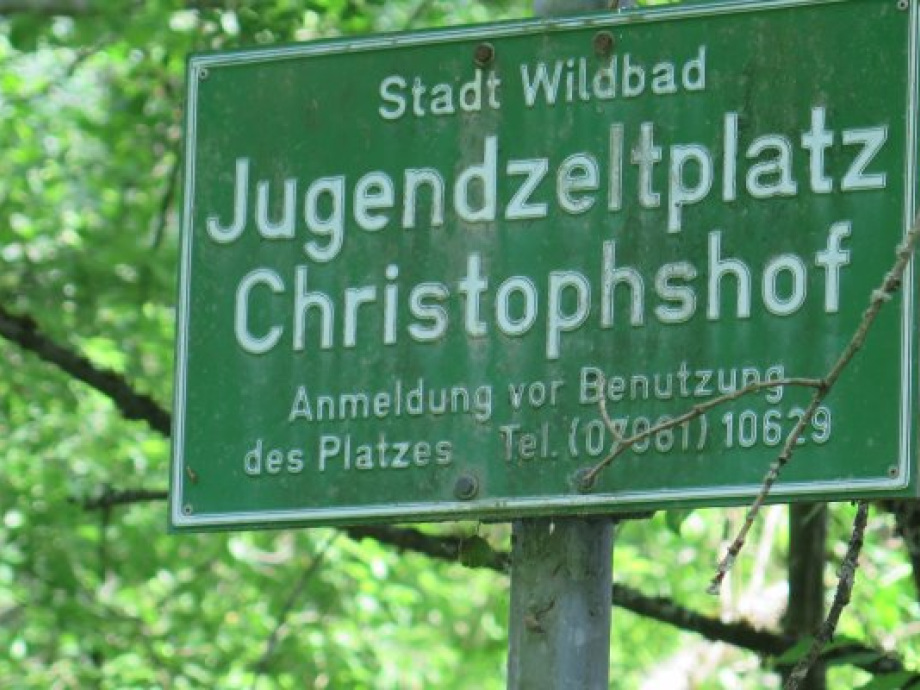 Stadt Wildbad
Jugendzeltplatz
Christophshof
Anmeldung vor Benutzung
des Platzes Tel. (07081) 10629